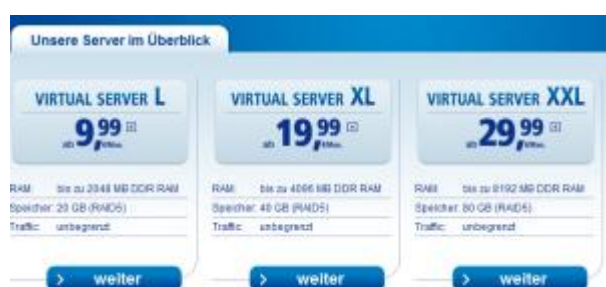 Unsere Server im Überblick
VIRTUAL SERVER L
ab 9,99
RAM: bis zu 2048 MB DDR RAM
Speicher: 20 GB (RAID5)
Traffic: unbegrenzt
> weiter
VIRTUAL SERVER XL
ab 19,99
RAM: bis zu 4096 MB DDR RAM
Speicher: 40 GB (RAID5)
Traffic: unbegrenzt
> weiter
VIRTUAL SERVER XXL
ab 29,99
RAM: bis zu 8192 MB DDR RAM
Speicher: 80 GB (RAID5)
Traffic: unbegrenzt
> weiter